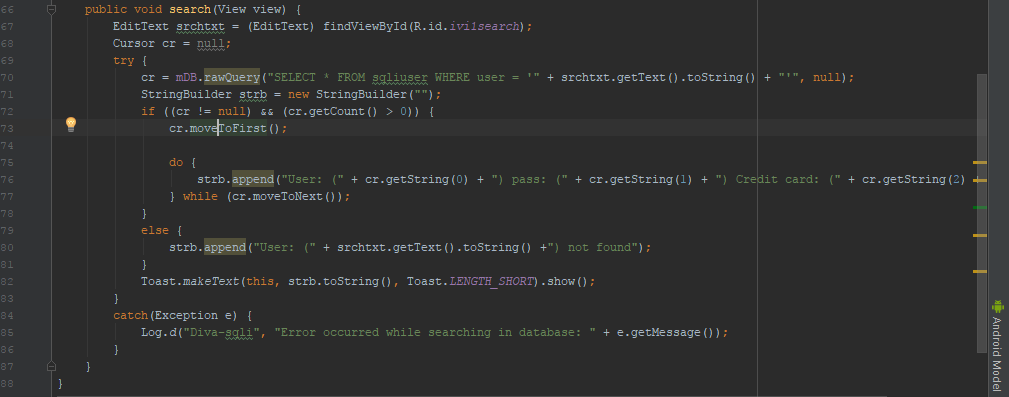 66 public void search(View view) {
67 EditText srchtxt = (EditText) findViewById(R.id.ivi1search);
68 Cursor cr = null;
69 try {
70 cr = mDB.rawQuery("SELECT * FROM sqliuser WHERE user = '" + srchtxt.getText().toString() + "'", null);
71 StringBuilder strb = new StringBuilder("");
72 if ((cr != null) && (cr.getCount() > 0)) {
73 cr.moveToFirst();
74
75 do {
76 strb.append("User: (" + cr.getString(0) + ") pass: (" + cr.getString(1) + ") Credit card: (" + cr.getString(2)
77 } while (cr.moveToNext());
78 }
79 else {
80 strb.append("User: (" + srchtxt.getText().toString() +") not found");
81 }
82 Toast.makeText(this, strb.toString(), Toast.LENGTH_SHORT).show();
83 }
84 catch(Exception e) {
85 Log.d("Diva-sqli", "Error occurred while searching in database: " + e.getMessage());
86 }
87 }
88 }
Android Model